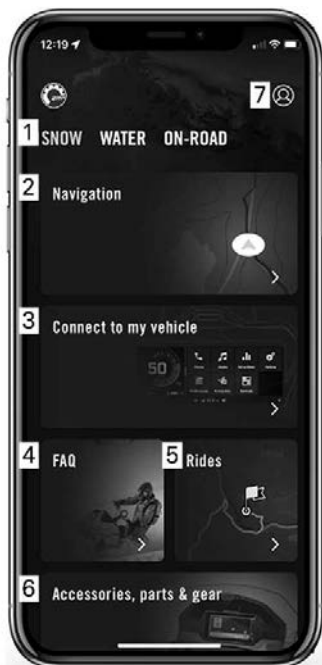 12:19
7
1 SNOW WATER ON-ROAD
2 Navigation
3 Connect to my vehicle
50
4 FAQ
5 Rides
6 Accessories, parts & gear